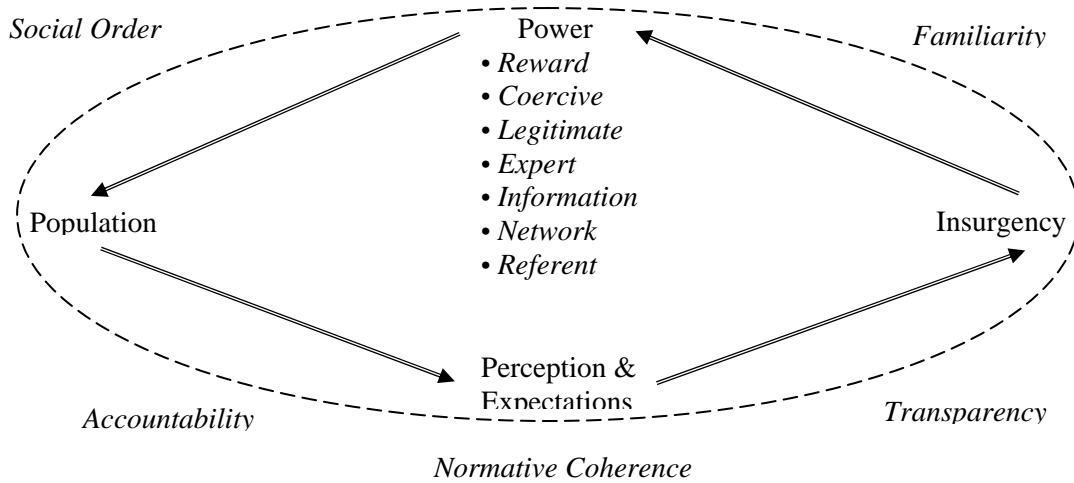 Social Order
Power
Familiarity
• Reward
• Coercive
• Legitimate
• Expert
• Information
• Network
• Referent
Population
Insurgency
Perception &
Expectations
Accountability
Transparency
Normative Coherence